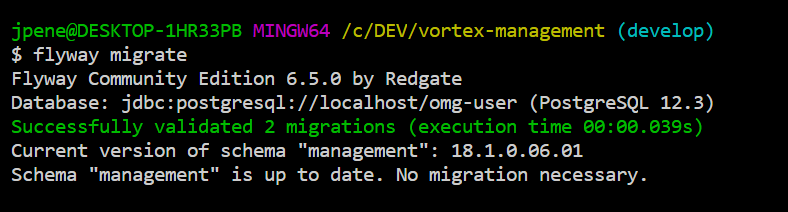 jpene@DESKTOP-1HR33PB MINGW64 /c/DEV/vortex-management (develop)
$ flyway migrate
Flyway Community Edition 6.5.0 by Redgate
Database: jdbc:postgresql://localhost/omg-user (PostgreSQL 12.3)
Successfully validated 2 migrations (execution time 00:00.039s)
Current version of schema "management": 18.1.0.06.01
Schema "management" is up to date. No migration necessary.